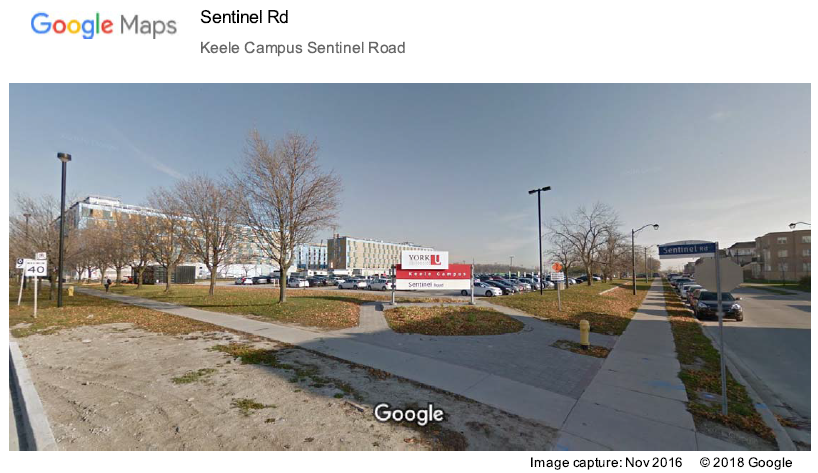 Google Maps
Sentinel Rd
Keele Campus Sentinel Road
40
YORK U
Keele Campus
Sentinel Road
Sentinel Rd
Google
Image capture: Nov 2016 © 2018 Google